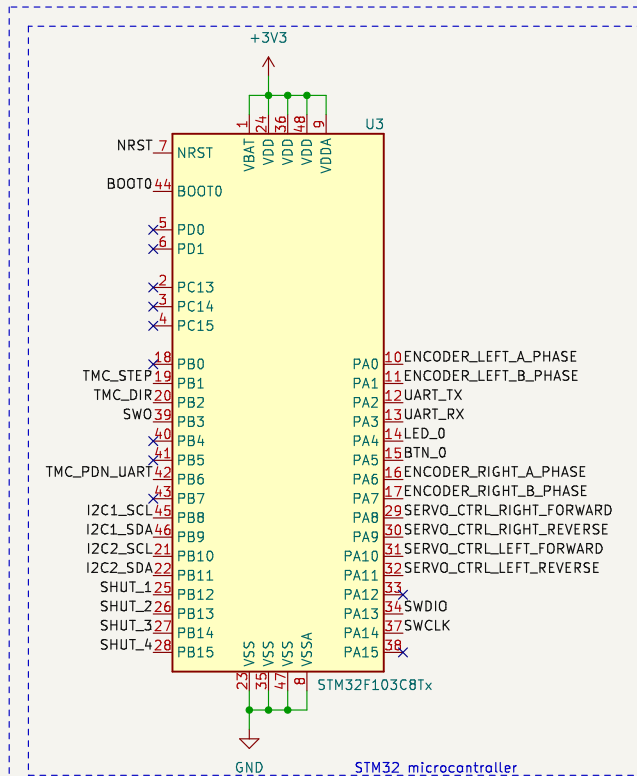 +3V3
U3
1 24 36 48 9
VBAT VDD VDD VDD VDDA
NRST 7 NRST
BOOT0 44 BOOT0
5 PD0
6 PD1
2 PC13
3 PC14
4 PC15
18 PB0 PA0 10 ENCODER_LEFT_A_PHASE
TMC_STEP 19 PB1 PA1 11 ENCODER_LEFT_B_PHASE
TMC_DIR 20 PB2 PA2 12 UART_TX
SWO 39 PB3 PA3 13 UART_RX
40 PB4 PA4 14 LED_0
41 PB5 PA5 15 BTN_0
TMC_PDN_UART 42 PB6 PA6 16 ENCODER_RIGHT_A_PHASE
43 PB7 PA7 17 ENCODER_RIGHT_B_PHASE
I2C1_SCL 45 PB8 PA8 29 SERVO_CTRL_RIGHT_FORWARD
I2C1_SDA 46 PB9 PA9 30 SERVO_CTRL_RIGHT_REVERSE
I2C2_SCL 21 PB10 PA10 31 SERVO_CTRL_LEFT_FORWARD
I2C2_SDA 22 PB11 PA11 32 SERVO_CTRL_LEFT_REVERSE
SHUT_1 25 PB12 PA12 33
SHUT_2 26 PB13 PA13 34 SWDIO
SHUT_3 27 PB14 PA14 37 SWCLK
SHUT_4 28 PB15 PA15 38
VSS VSS VSS VSSA
23 35 47 8
STM32F103C8Tx
GND
STM32 microcontroller